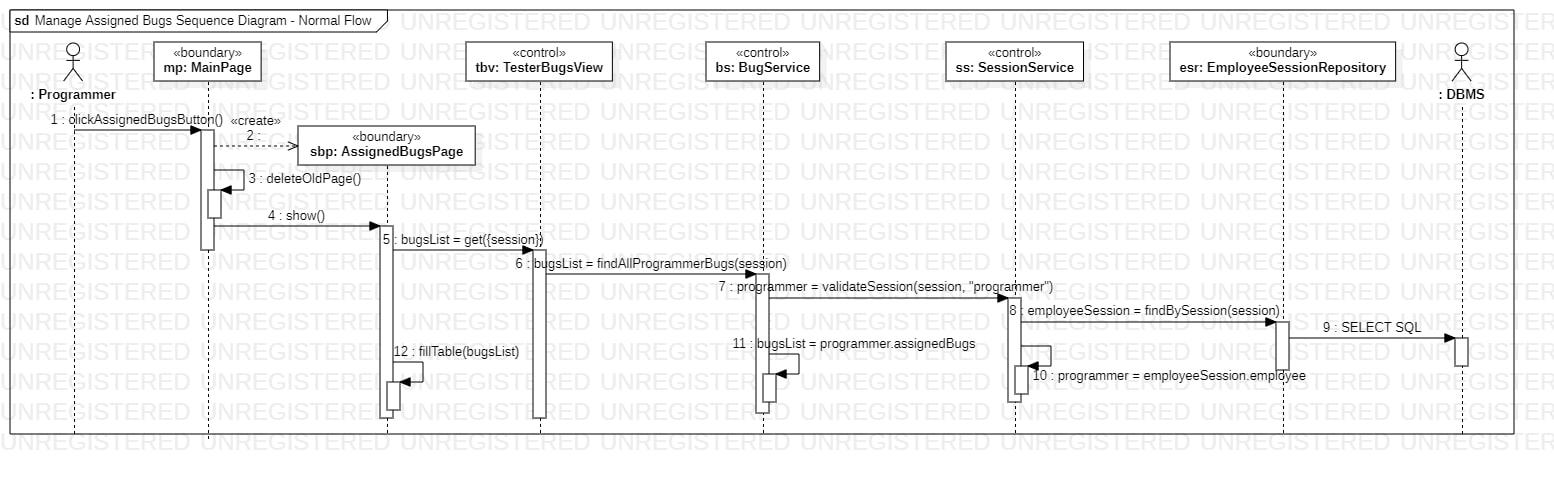 sd Manage Assigned Bugs Sequence Diagram - Normal Flow
: Programmer
«boundary»
mp: MainPage
«control»
tbv: TesterBugsView
«control»
bs: BugService
«control»
ss: SessionService
«boundary»
esr: EmployeeSessionRepository
: DBMS
1 : clickAssignedBugsButton()
«create»
2 :
«boundary»
sbp: AssignedBugsPage
3 : deleteOldPage()
4 : show()
5 : bugsList = get({session})
6 : bugsList = findAllProgrammerBugs(session)
7 : programmer = validateSession(session, "programmer")
8 : employeeSession = findBySession(session)
9 : SELECT SQL
10 : programmer = employeeSession.employee
11 : bugsList = programmer.assignedBugs
12 : fillTable(bugsList)
UNREGISTERED UNREGISTERED UNREGISTERED UNREGISTERED UNREGISTERED UNREGISTERED UNREGISTERED UNREGISTERED